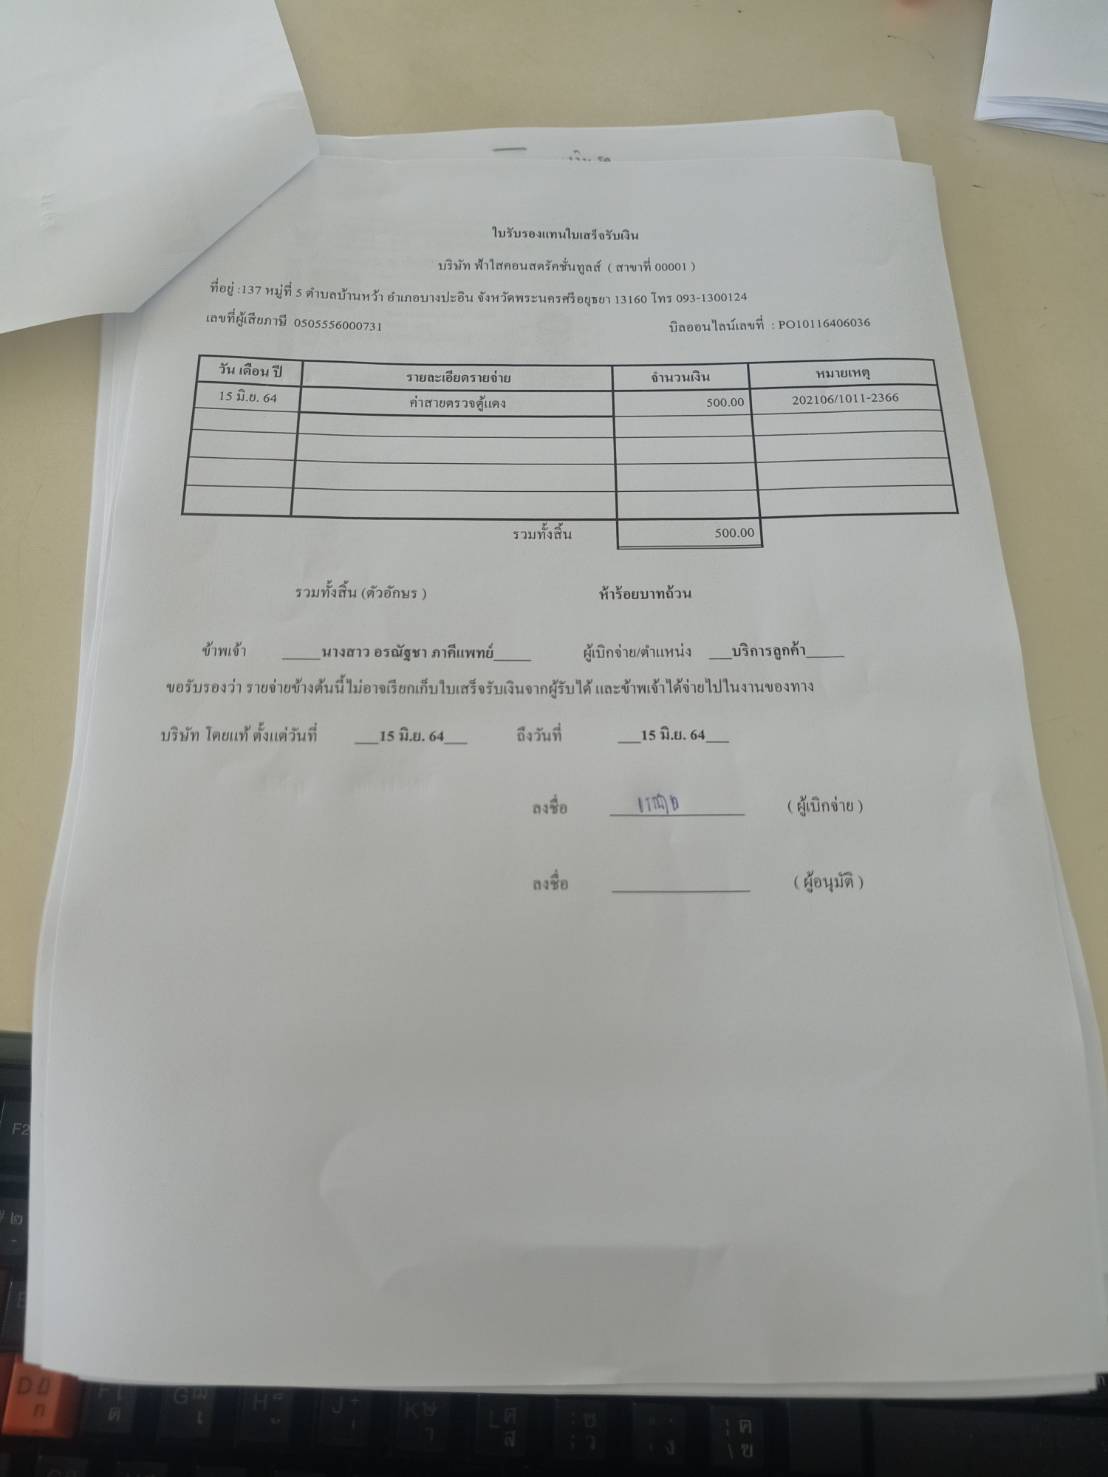 ใบรับรองแทนใบเสร็จรับเงิน
บริษัท ฟ้าใสคอนสตรัคชั่นทูลส์ ( สาขาที่ 00001 )
ที่อยู่ :137 หมู่ที่ 5 ตำบลบ้านหว้า อำเภอบางปะอิน จังหวัดพระนครศรีอยุธยา 13160 โทร 093-1300124
เลขที่ผู้เสียภาษี 0505556000731 บิลออนไลน์เลขที่ : PO10116406036
วัน เดือน ปี รายละเอียดรายจ่าย จำนวนเงิน หมายเหตุ
15 มิ.ย. 64 ค่าสายตรวจตู้แดง 500.00 202106/1011-2366
รวมทั้งสิ้น 500.00
รวมทั้งสิ้น (ตัวอักษร ) ห้าร้อยบาทถ้วน
ข้าพเจ้า ____นางสาว อรณัฐชา ภาคีแพทย์____ ผู้เบิกจ่าย/ตำแหน่ง ___บริการลูกค้า_____
ขอรับรองว่า รายจ่ายข้างต้นนี้ไม่อาจเรียกเก็บใบเสร็จรับเงินจากผู้รับได้ และข้าพเจ้าได้จ่ายไปในงานของทาง
บริษัท โดยแท้ ตั้งแต่วันที่ ___15 มิ.ย. 64___ ถึงวันที่ ___15 มิ.ย. 64___
ลงชื่อ ( ผู้เบิกจ่าย )
ลงชื่อ ( ผู้อนุมัติ )